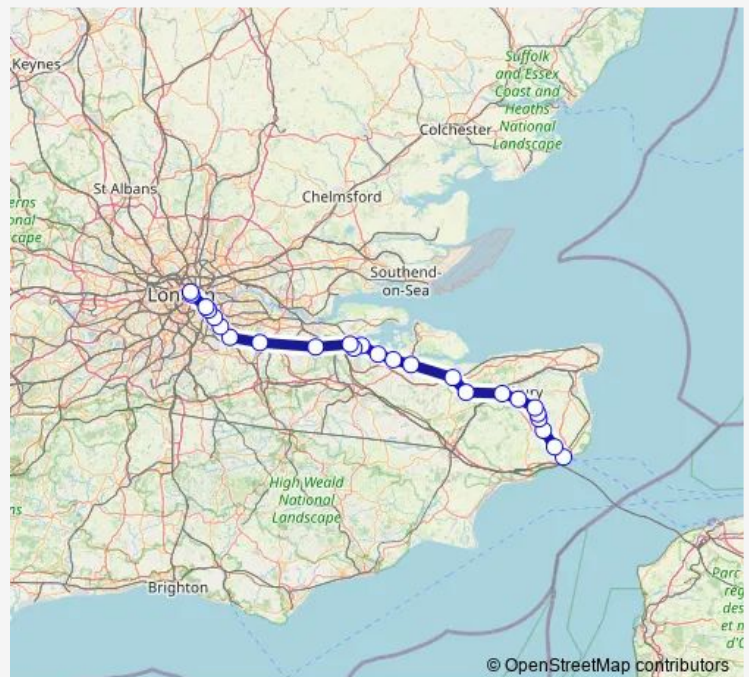 Keynes
Suffolk
and Essex
Coast and
Heaths
National
Landscape
Colchester
St Albans
erns
onal
cape
Chelmsford
Southend-
on-Sea
Lon
n
ury
High Weald
National
Landscape
ns
Brighton
Parc
rég
des
et m
d'O
© OpenStreetMap contributors